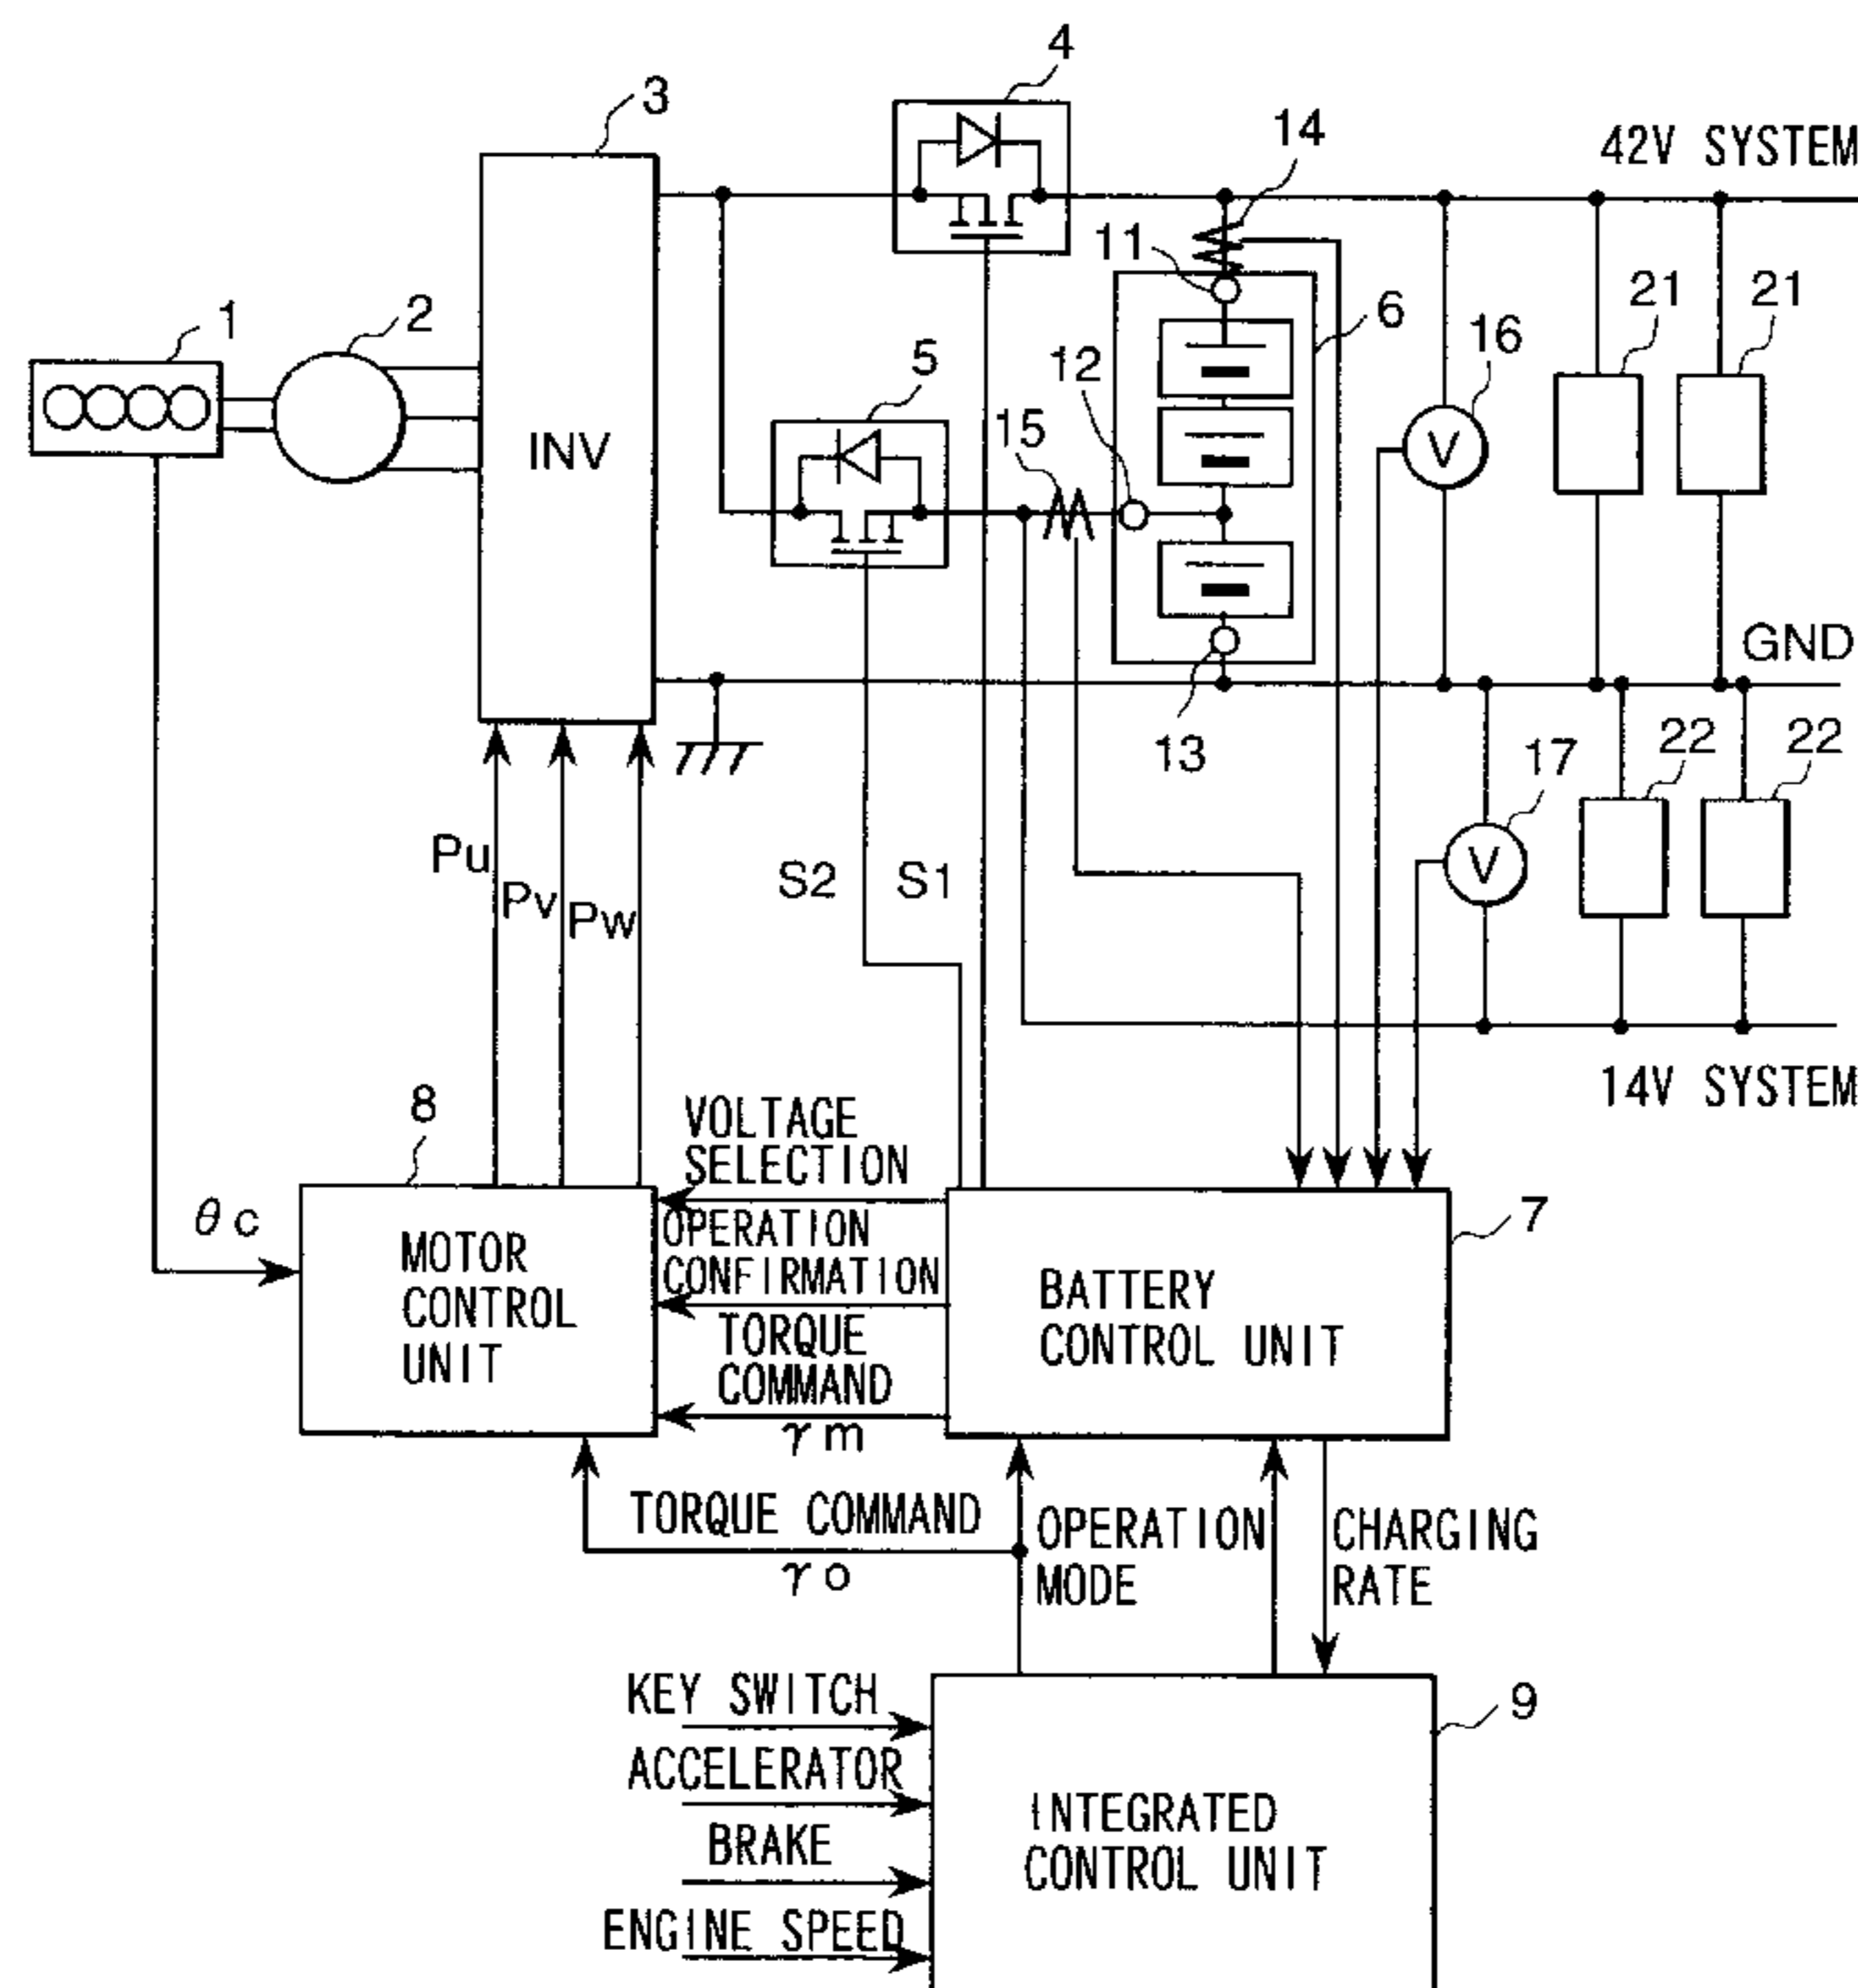 4
3
14
42V SYSTEM
11
21
21
1
2
6
16
5
12
15
INV
V
GND
13
22
22
17
Pu
S2
S1
V
Pv
Pw
14V SYSTEM
8
VOLTAGE
SELECTION
θc
OPERATION
CONFIRMATION
7
MOTOR
CONTROL
UNIT
BATTERY
CONTROL UNIT
TORQUE
COMMAND
γm
TORQUE COMMAND
γo
OPERATION
MODE
CHARGING
RATE
KEY SWITCH
9
ACCELERATOR
INTEGRATED
CONTROL UNIT
BRAKE
ENGINE SPEED